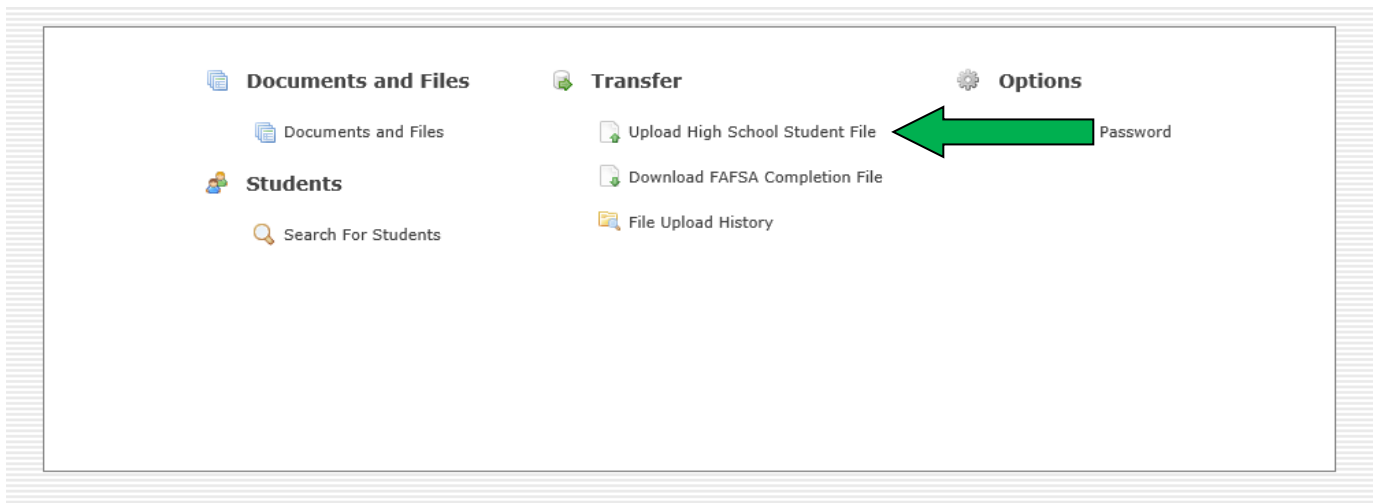 Documents and Files
Documents and Files
Students
Search For Students
Transfer
Upload High School Student File
Download FAFSA Completion File
File Upload History
Options
Password